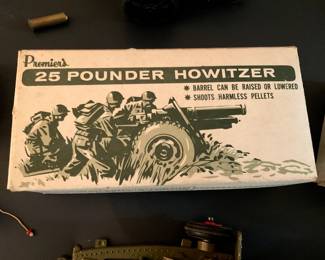 Premier's
25 POUNDER HOWITZER
* BARREL CAN BE RAISED OR LOWERED
* SHOOTS HARMLESS PELLETS